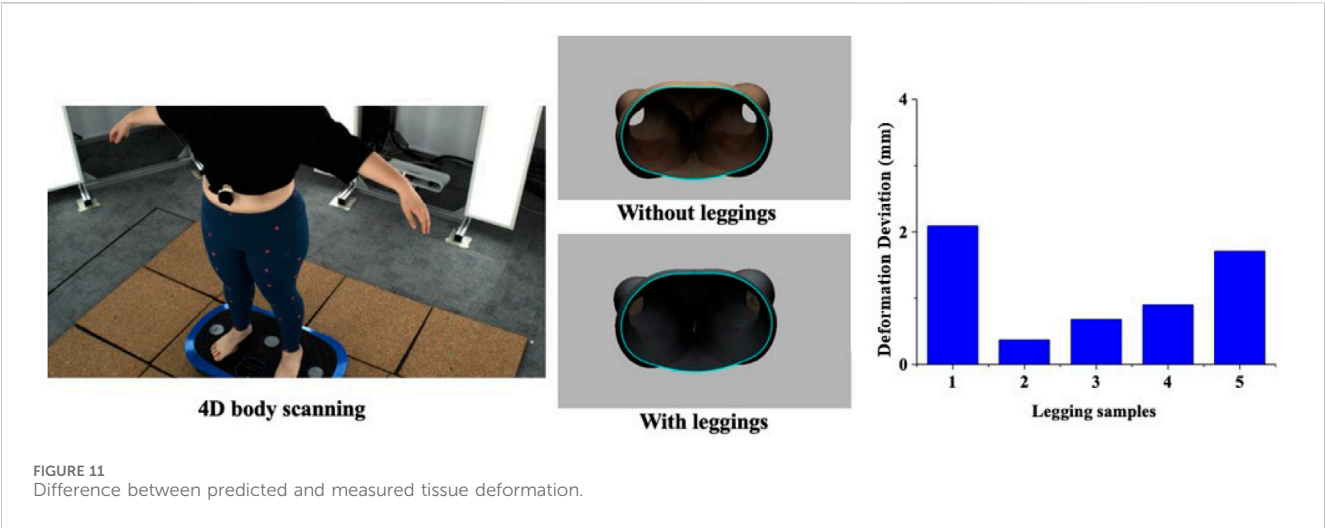 4D body scanning
Without leggings
With leggings
Deformation Deviation (mm)
4
2
0
1 2 3 4 5
Legging samples
FIGURE 11
Difference between predicted and measured tissue deformation.